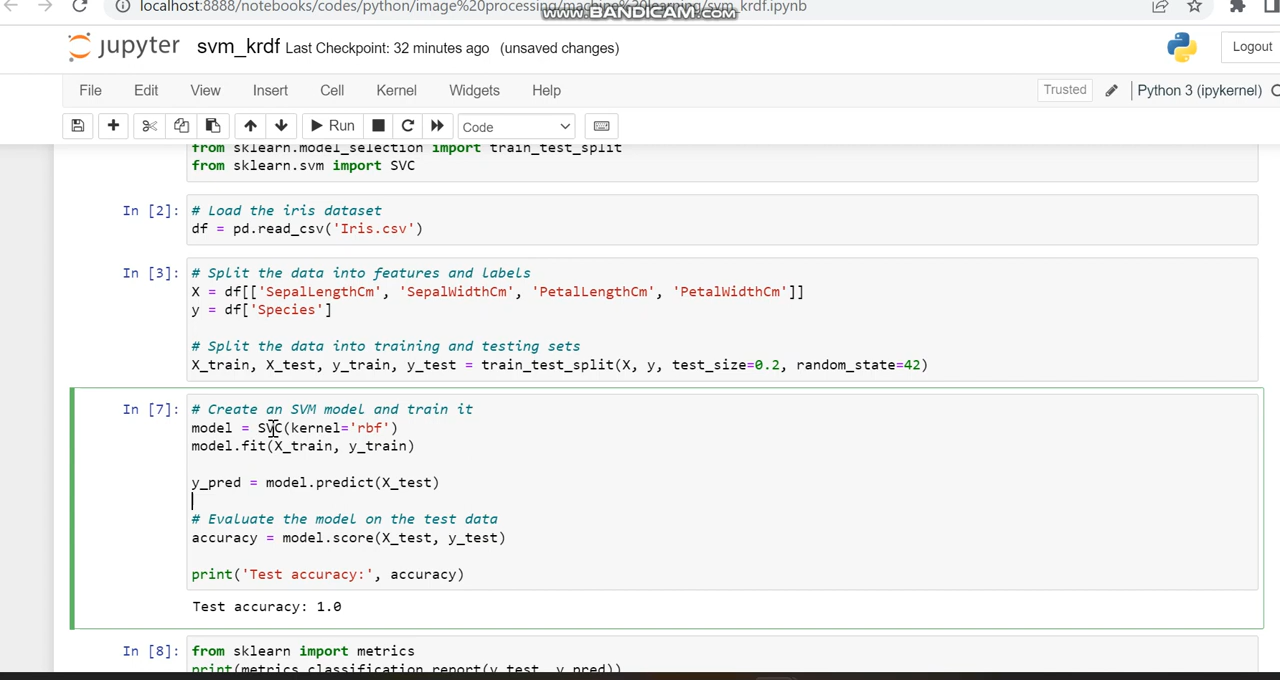 localhost:8888/notebooks/codes/python/image%20processing/machine%20learning/svm_krdf.ipynb
www.BANDICAM.com
jupyter svm_krdf Last Checkpoint: 32 minutes ago (unsaved changes)
Logout
File Edit View Insert Cell Kernel Widgets Help Trusted Python 3 (ipykernel)
Run Code
from sklearn.model_selection import train_test_split
from sklearn.svm import SVC
In [2]: # Load the iris dataset
df = pd.read_csv('Iris.csv')
In [3]: # Split the data into features and labels
X = df[['SepalLengthCm', 'SepalWidthCm', 'PetalLengthCm', 'PetalWidthCm']]
y = df['Species']
# Split the data into training and testing sets
X_train, X_test, y_train, y_test = train_test_split(X, y, test_size=0.2, random_state=42)
In [7]: # Create an SVM model and train it
model = SVC(kernel='rbf')
model.fit(X_train, y_train)
y_pred = model.predict(X_test)
# Evaluate the model on the test data
accuracy = model.score(X_test, y_test)
print('Test accuracy:', accuracy)
Test accuracy: 1.0
In [8]: from sklearn import metrics
print(metrics.classification_report(y_test, y_pred))